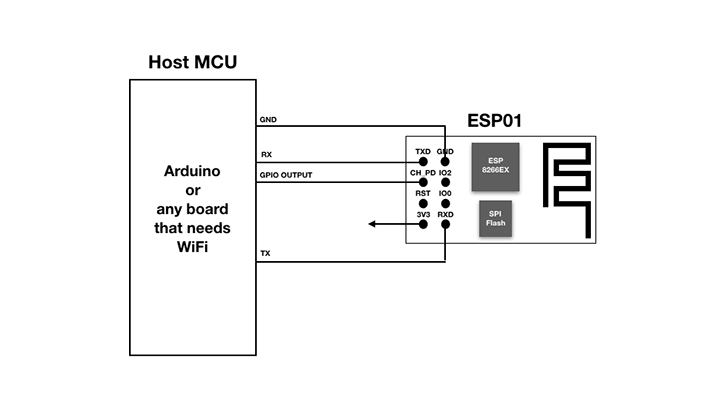 Host MCU
Arduino
or
any board
that needs
WiFi
GND
RX
GPIO OUTPUT
TX
ESP01
TXD GND
CH_PD IO2
RST IO0
3V3 RXD
ESP
8266EX
SPI
Flash